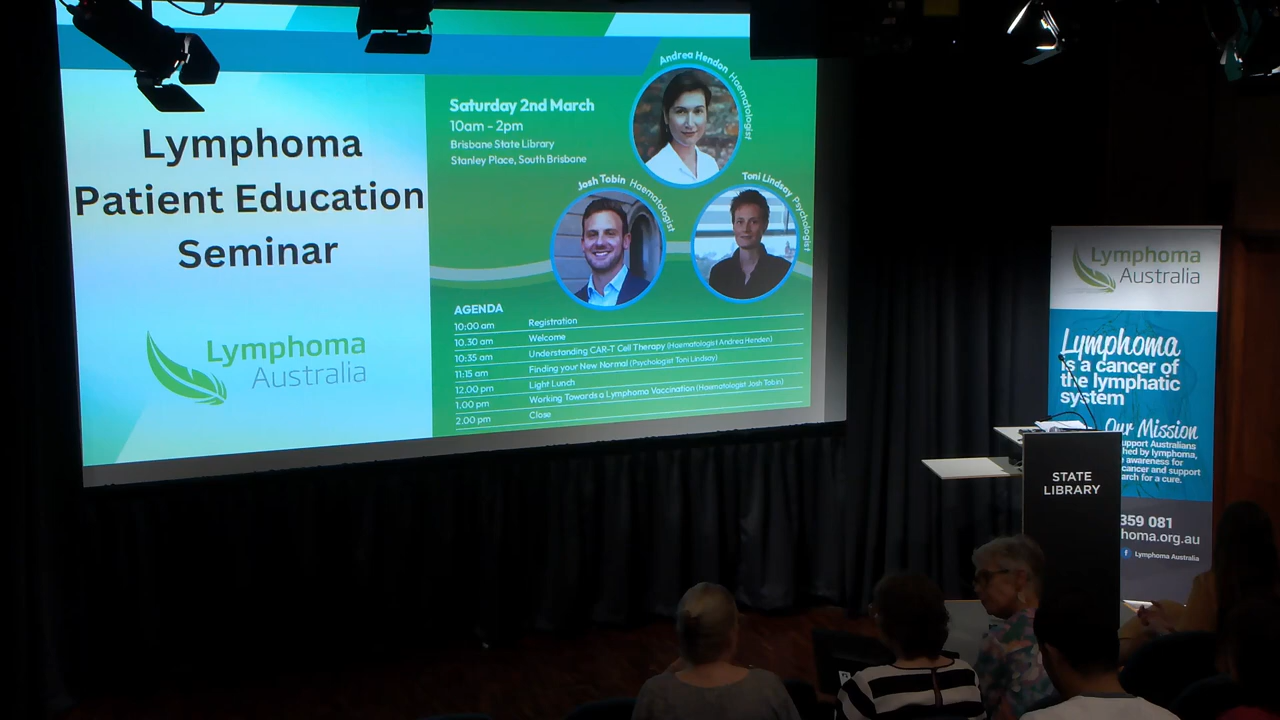 Lymphoma
Patient Education
Seminar
Lymphoma
Australia
Saturday 2nd March
10am - 2pm
Brisbane State Library
Stanley Place, South Brisbane
Andrea Hendon Haematologist
Josh Tobin Haematologist
Toni Lindsay Psychologist
AGENDA
10:00 am Registration
10.30 am Welcome
10:35 am Understanding CAR-T Cell Therapy (Haematologist Andrea Henden)
11:15 am Finding your New Normal (Psychologist Toni Lindsay)
12.00 pm Light Lunch
1.00 pm Working Towards a Lymphoma Vaccination (Haematologist Josh Tobin)
2.00 pm Close
Lymphoma
Australia
Lymphoma
is a cancer of
the lymphatic
system
Our Mission
upport Australians
hed by lymphoma,
e awareness for
cancer and support
arch for a cure.
359 081
homa.org.au
f Lymphoma Australia
STATE
LIBRARY